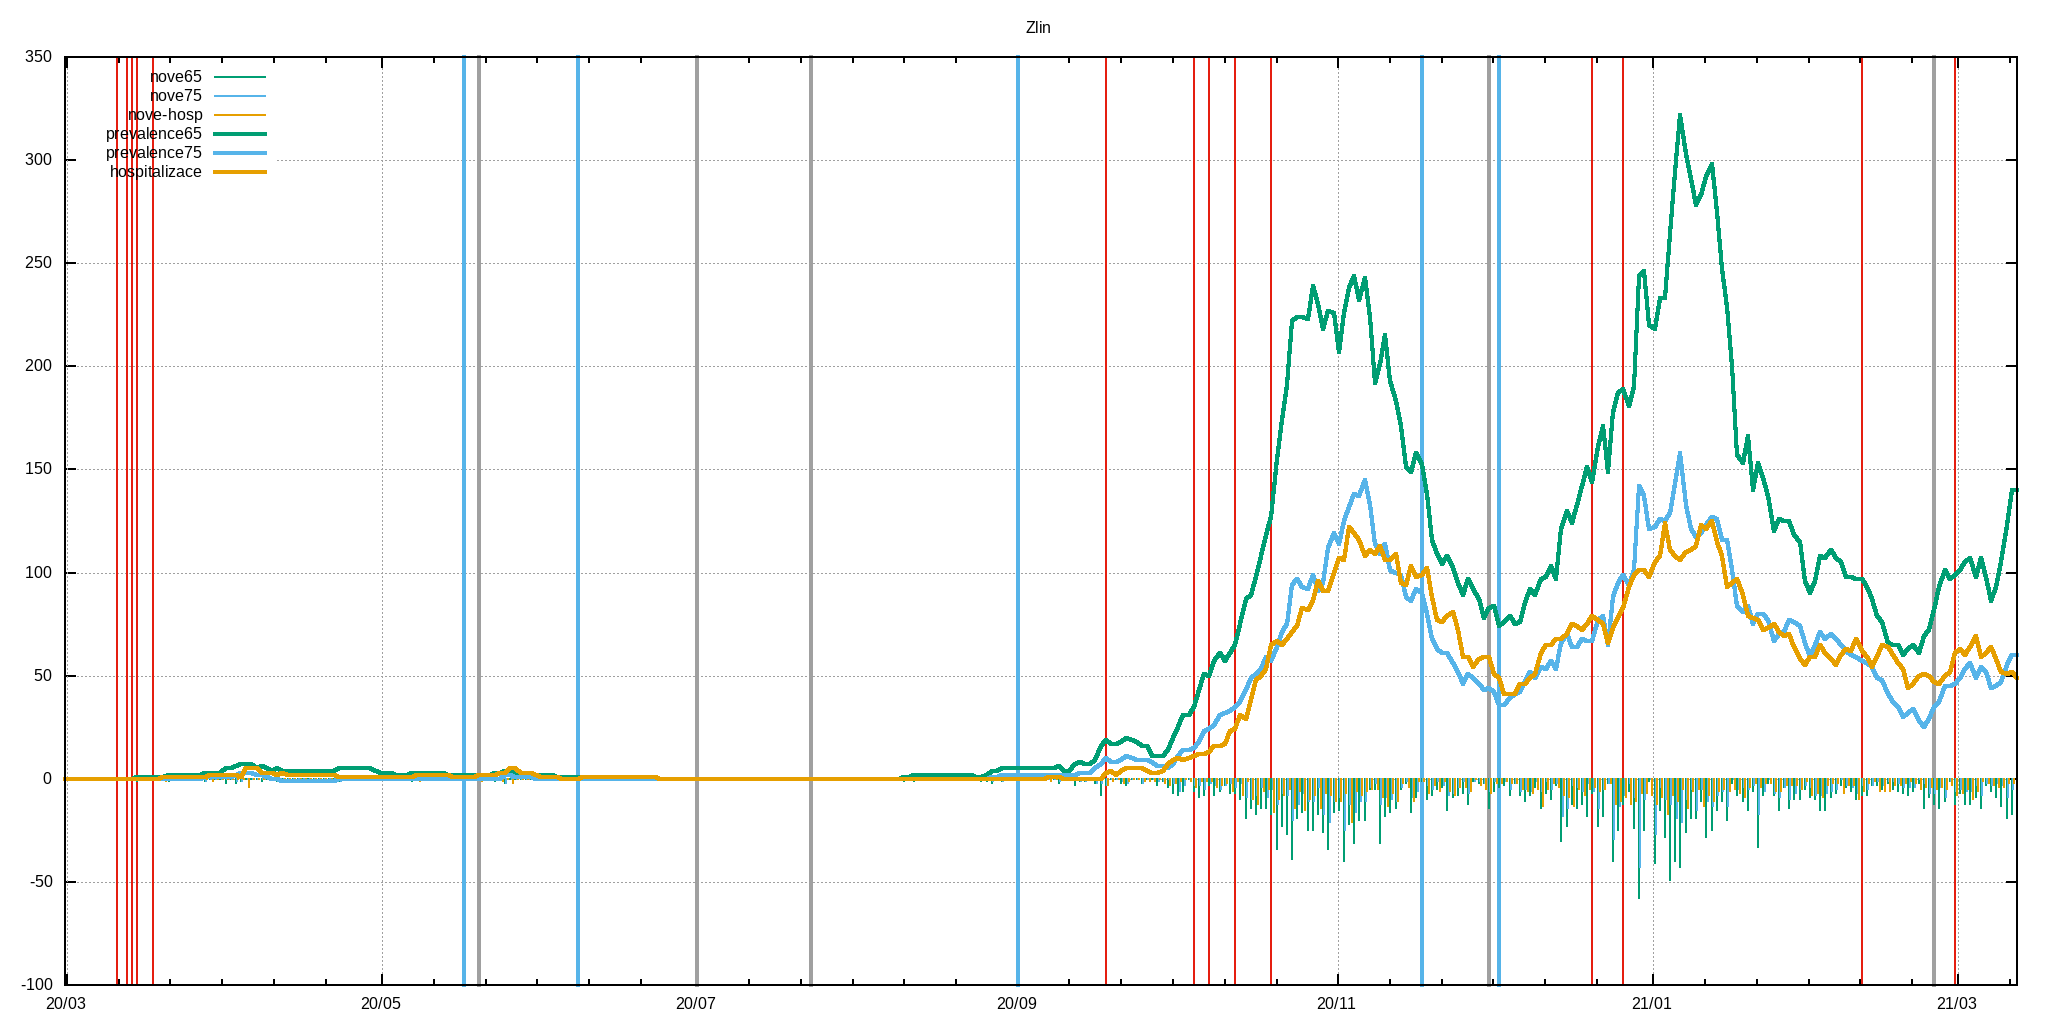 Zlin
350
nove65
nove75
nove-hosp
prevalence65
prevalence75
hospitalizace
300
250
200
150
100
50
0
-50
-100
20/03 20/05 20/07 20/09 20/11 21/01 21/03